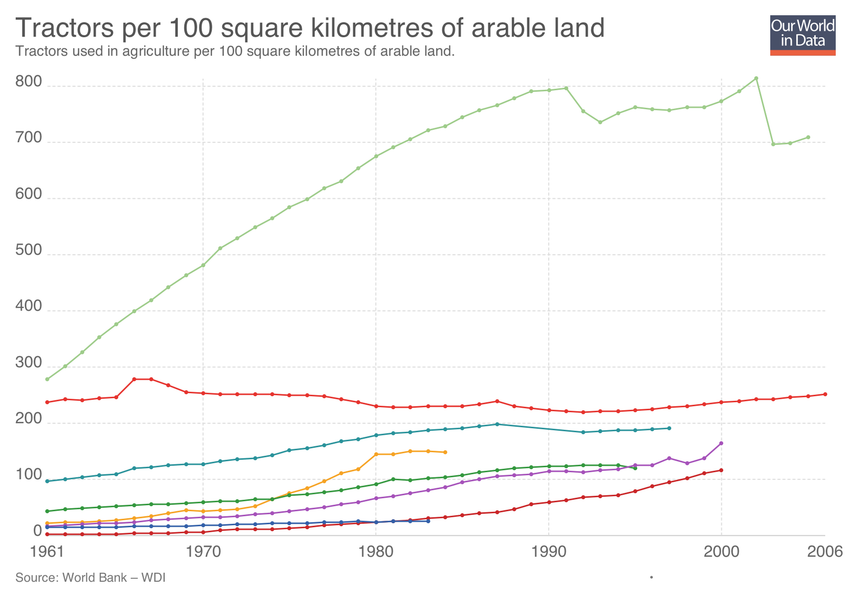 Tractors per 100 square kilometres of arable land
Our World
in Data
Tractors used in agriculture per 100 square kilometres of arable land.
800
700
600
500
400
300
200
100
0
1961 1970 1980 1990 2000 2006
Source: World Bank – WDI